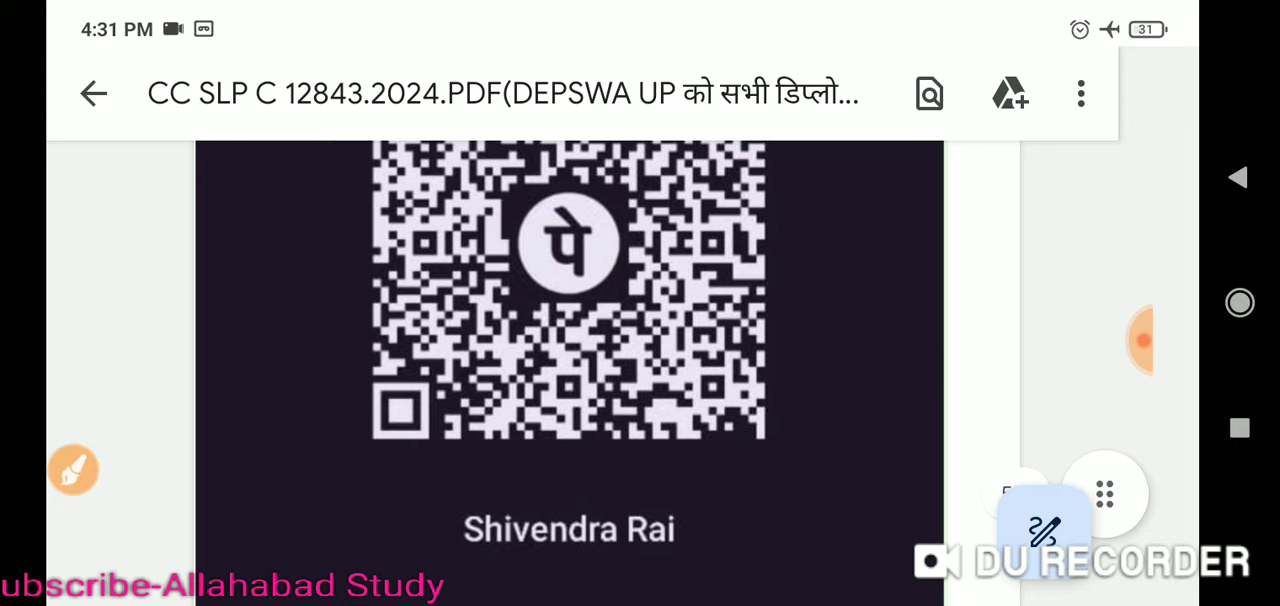 4:31 PM
31
CC SLP C 12843.2024.PDF(DEPSWA UP को सभी डिप्लो...
पे
Shivendra Rai
DU RECORDER
ubscribe-Allahabad Study